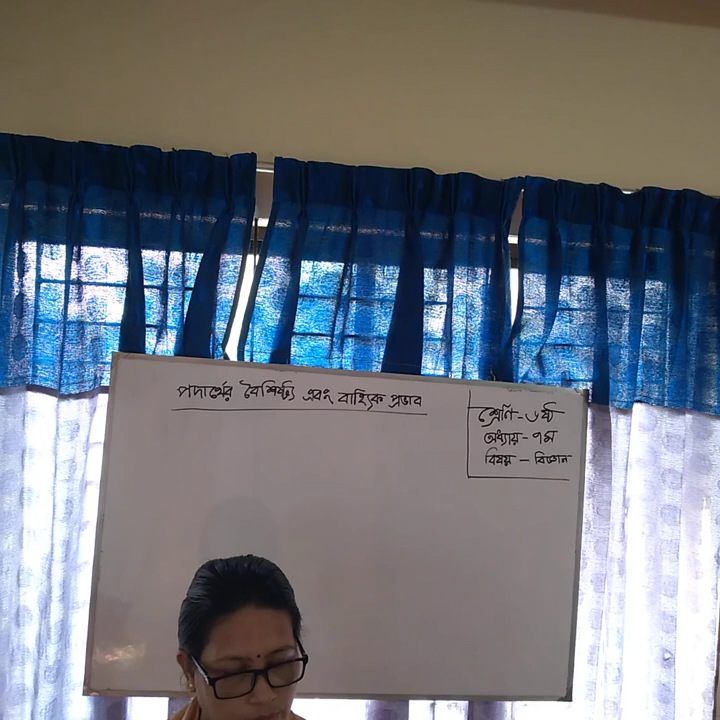 পদার্থের বৈশিষ্ট্য এবং বাহ্যিক প্রভাব
শ্রেণি - ৬ষ্ঠ
অধ্যায় - ৭ম
বিষয় - বিজ্ঞান